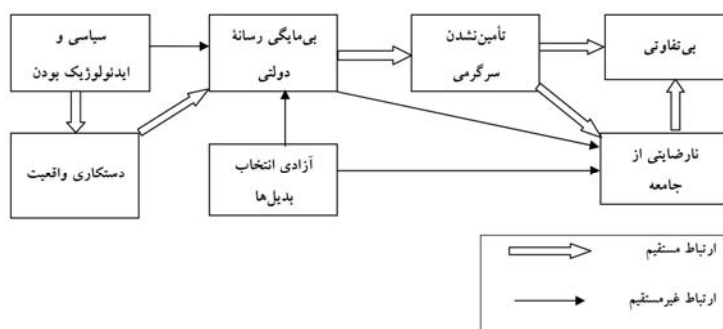 سیاسی و
ایدئولوژیک بودن
بی‌مایگی رسانهٔ
دولتی
تأمین‌نشدن
سرگرمی
بی‌تفاوتی
دستکاری واقعیت
آزادی انتخاب
بدیل‌ها
نارضایتی از
جامعه
ارتباط مستقیم
ارتباط غیرمستقیم